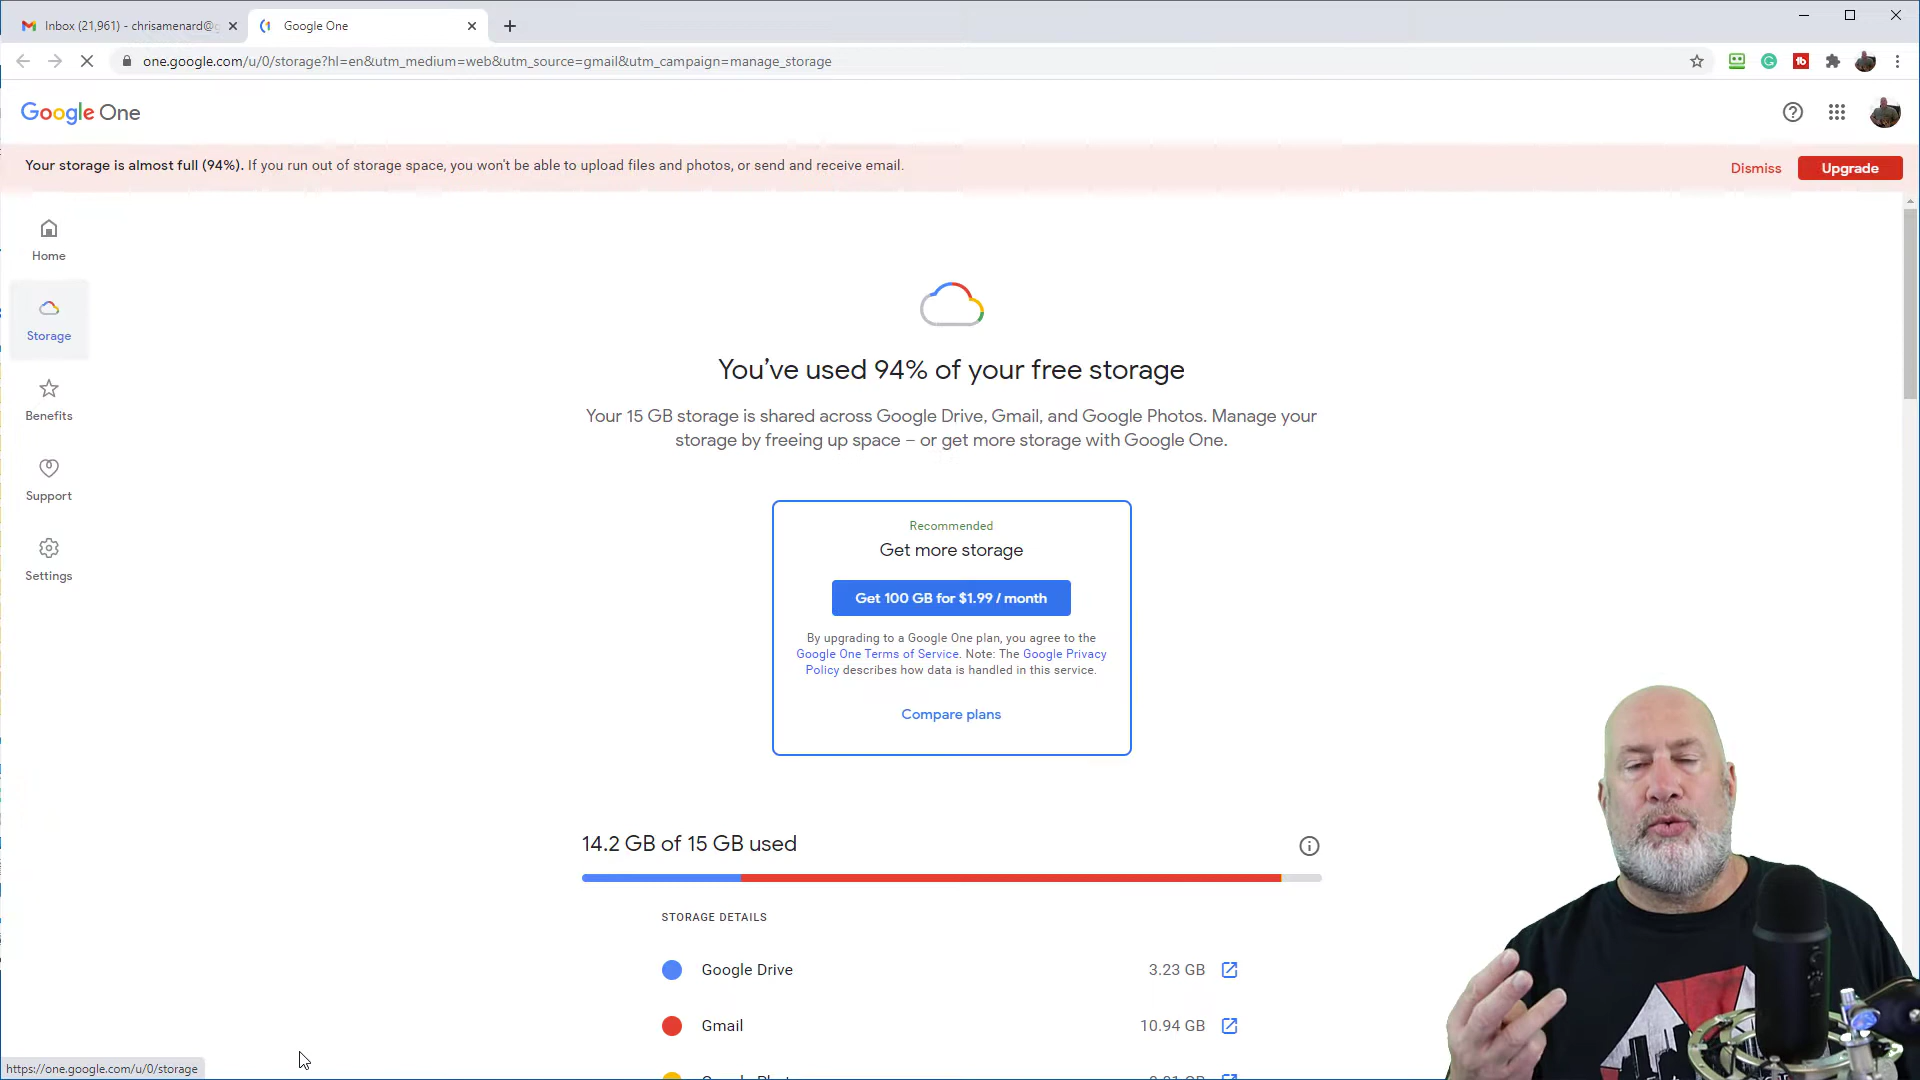 Inbox (21,961) - chrisamenard@
Google One
one.google.com/u/0/storage?hl=en&utm_medium=web&utm_source=gmail&utm_campaign=manage_storage
Google One
Your storage is almost full (94%). If you run out of storage space, you won't be able to upload files and photos, or send and receive email.
Dismiss
Upgrade
Home
Storage
Benefits
Support
Settings
You've used 94% of your free storage
Your 15 GB storage is shared across Google Drive, Gmail, and Google Photos. Manage your
storage by freeing up space – or get more storage with Google One.
Recommended
Get more storage
Get 100 GB for $1.99 / month
By upgrading to a Google One plan, you agree to the
Google One Terms of Service. Note: The Google Privacy
Policy describes how data is handled in this service.
Compare plans
14.2 GB of 15 GB used
STORAGE DETAILS
Google Drive 3.23 GB
Gmail 10.94 GB
https://one.google.com/u/0/storage